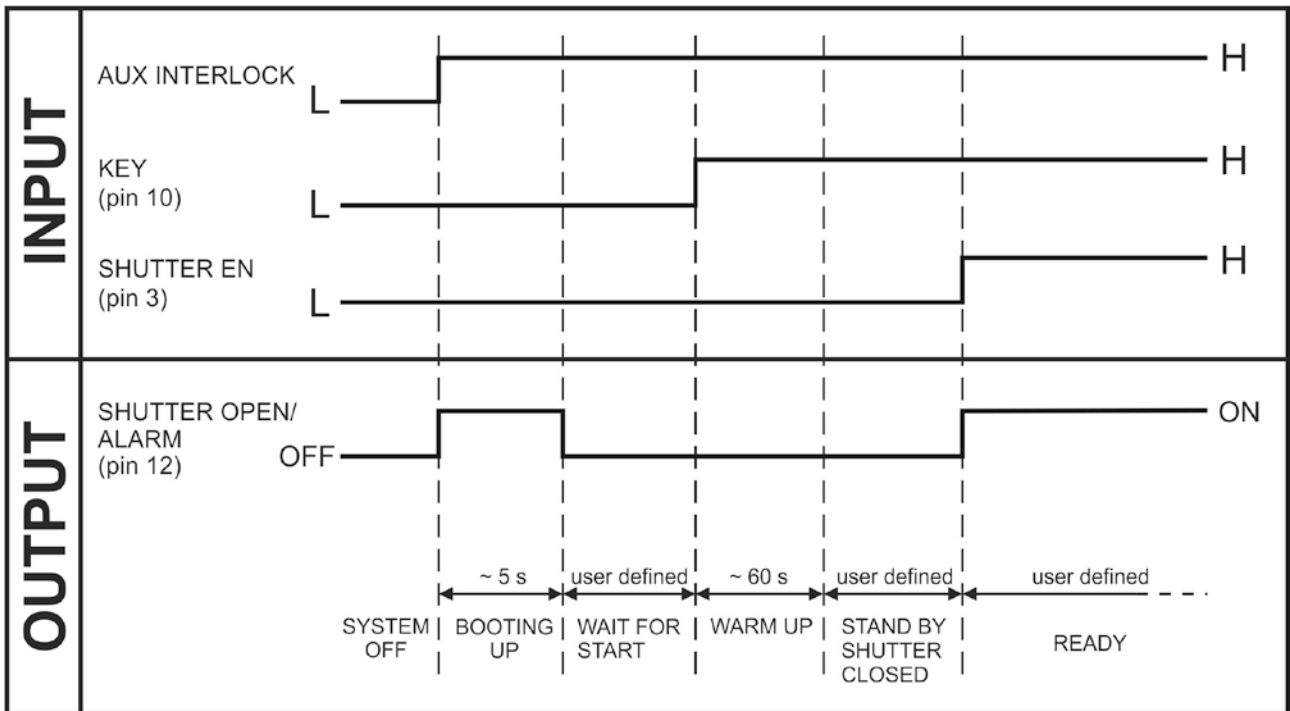 INPUT
AUX INTERLOCK
L
H
KEY
(pin 10)
L
H
SHUTTER EN
(pin 3)
L
H
OUTPUT
SHUTTER OPEN/
ALARM
(pin 12)
OFF
ON
~ 5 s
user defined
~ 60 s
user defined
user defined
SYSTEM
OFF
BOOTING
UP
WAIT FOR
START
WARM UP
STAND BY
SHUTTER
CLOSED
READY